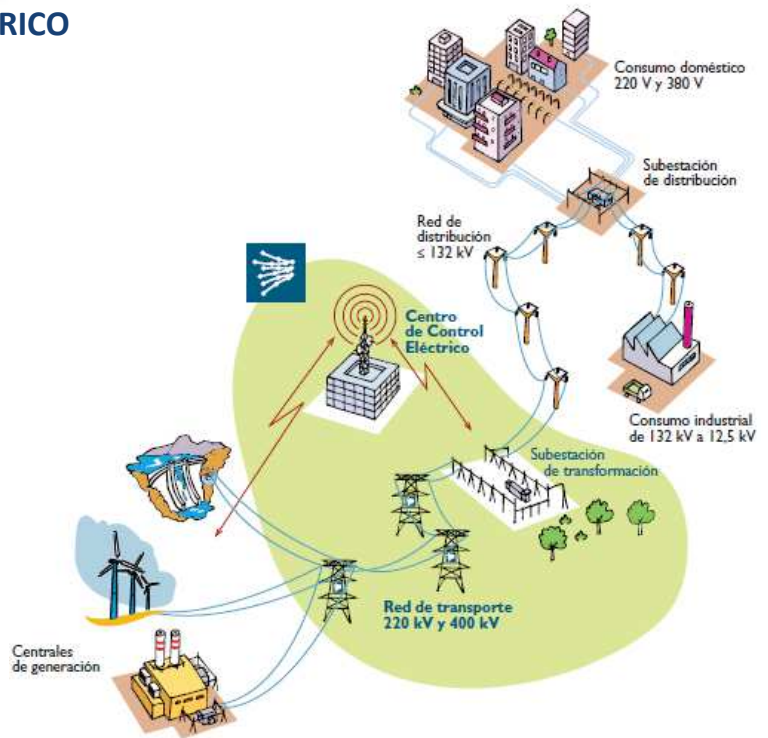 RICO
Consumo doméstico
220 V y 380 V
Subestación
de distribución
Red de
distribución
≤ 132 kV
Centro
de Control
Eléctrico
Consumo industrial
de 132 kV a 12,5 kV
Subestación
de transformación
Red de transporte
220 kV y 400 kV
Centrales
de generación